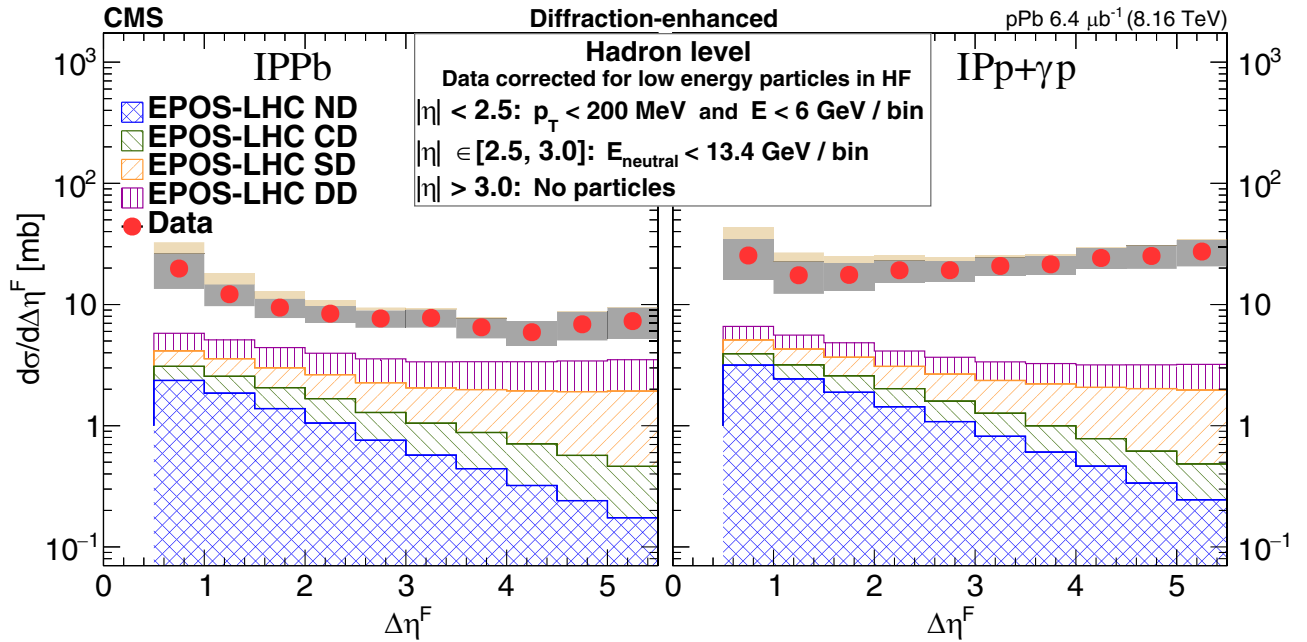 CMS Diffraction-enhanced pPb 6.4 μb⁻¹ (8.16 TeV)
IPPb
EPOS-LHC ND
EPOS-LHC CD
EPOS-LHC SD
EPOS-LHC DD
Data
Hadron level
Data corrected for low energy particles in HF
|η| < 2.5: p_T < 200 MeV and E < 6 GeV / bin
|η| ∈ [2.5, 3.0]: E_neutral < 13.4 GeV / bin
|η| > 3.0: No particles
IPp+γp
dσ/dΔη^F [mb]
10³
10²
10
1
10⁻¹
10³
10²
10
1
10⁻¹
0 1 2 3 4 5
0 1 2 3 4 5
Δη^F
Δη^F